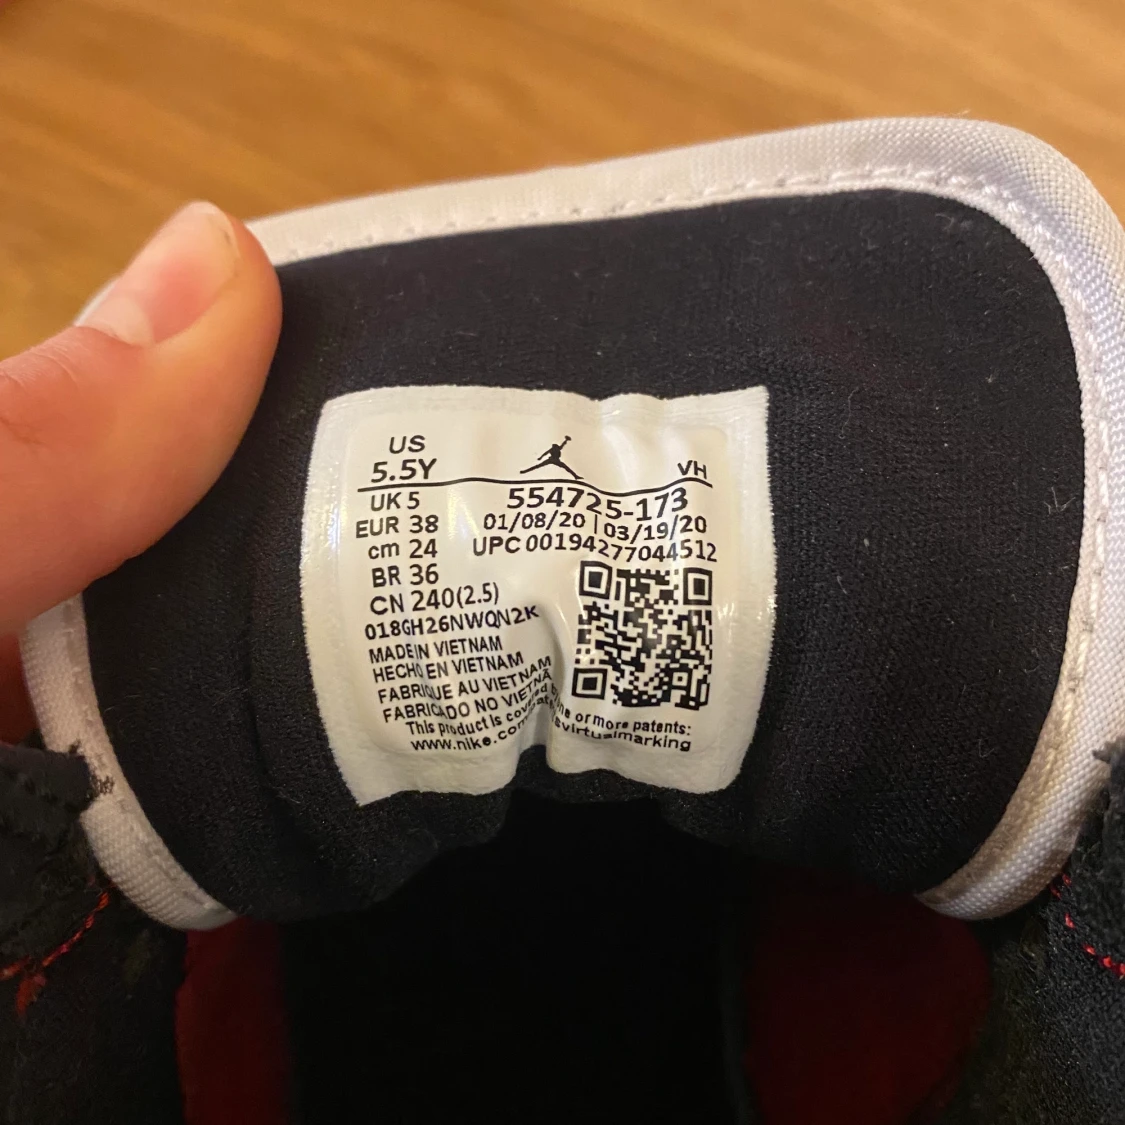 US
5.5Y
VH
UK 5
EUR 38
cm 24
BR 36
CN 240(2.5)
018GH26NWQN2K
554725-173
01/08/20 | 03/19/20
UPC 00194277044512
MADE IN VIETNAM
HECHO EN VIETNAM
FABRIQUE AU VIETNAM
FABRICADO NO VIETNÃ
This product is covered one or more patents:
www.nike.com virtualmarking